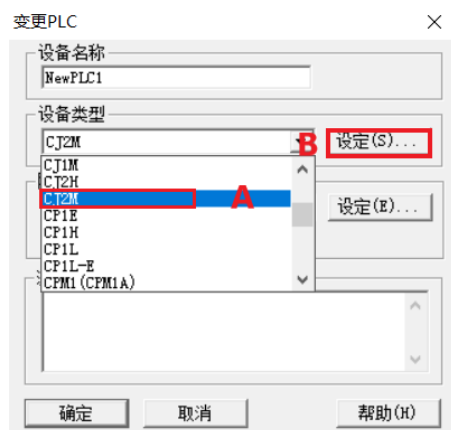 变更PLC
设备名称
NewPLC1
设备类型
CJ2M
B
设定(S)...
CJ1M
CJ2H
CJ2M
A
设定(E)...
CP1E
CP1H
CP1L
CP1L-E
CPM1(CPM1A)
确定
取消
帮助(H)